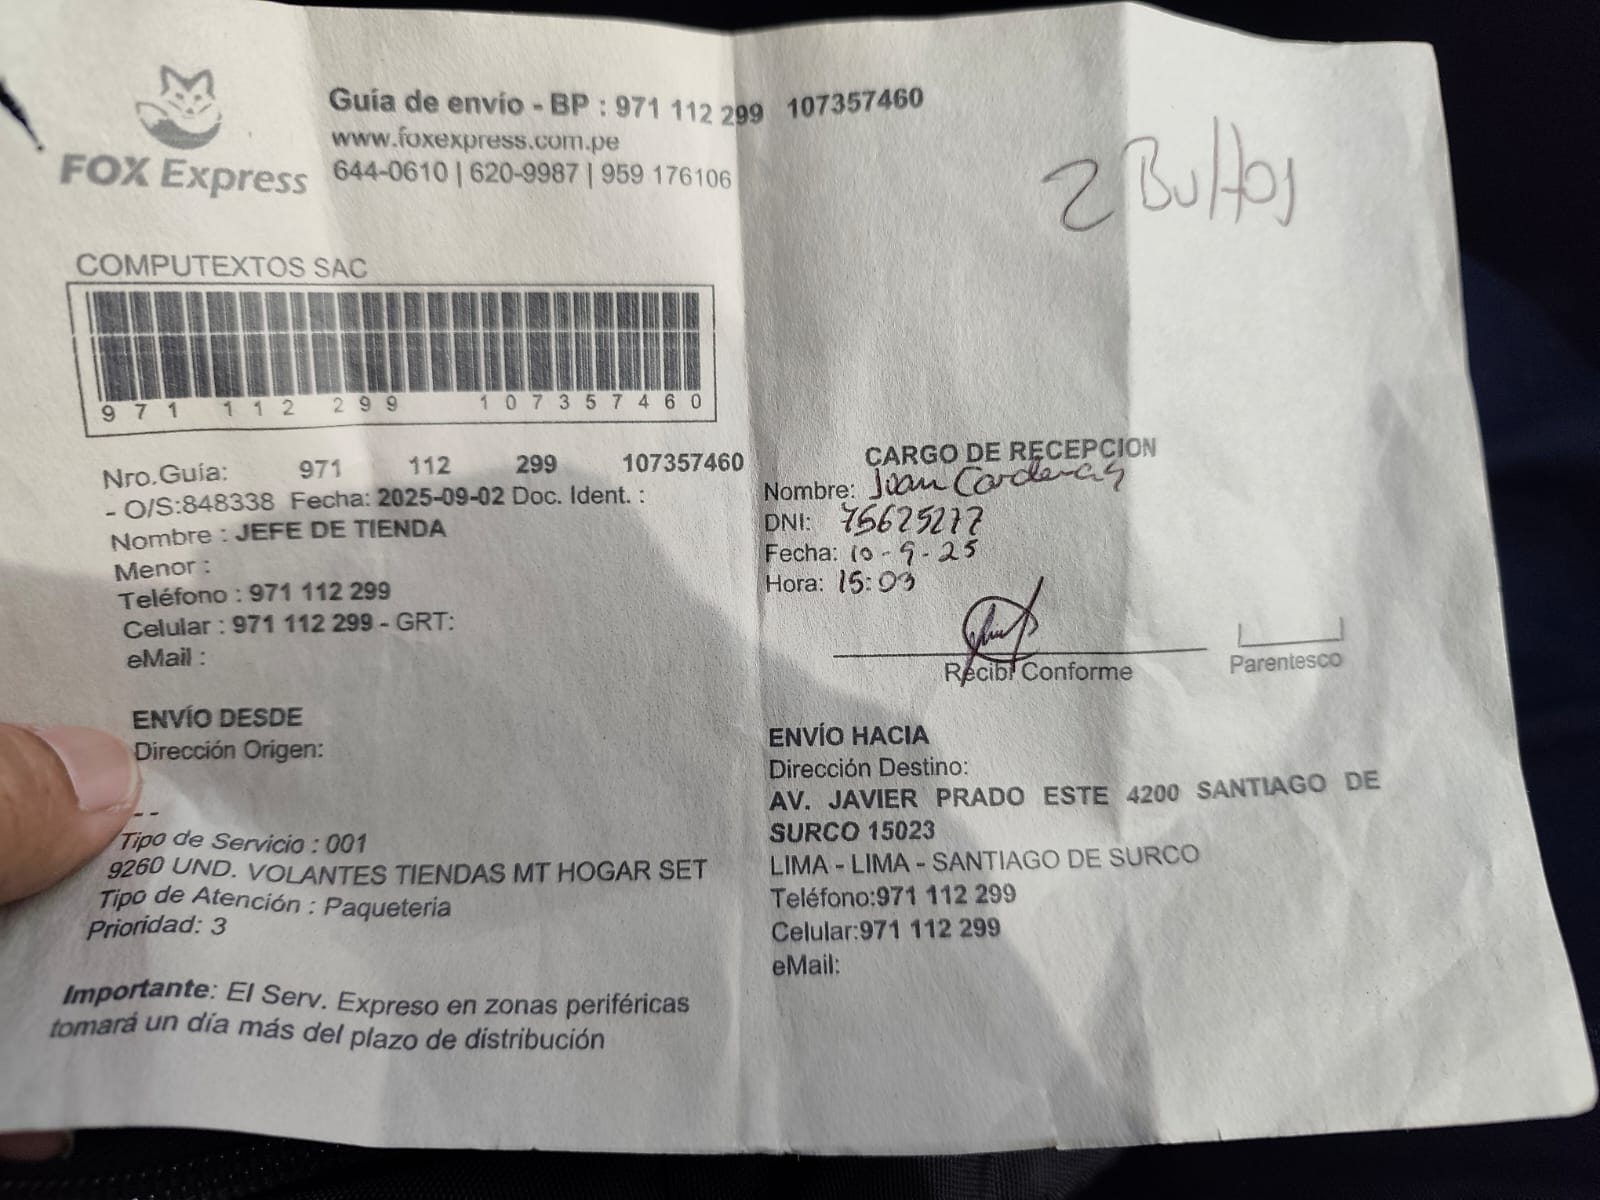 FOX Express
Guía de envío - BP : 971 112 299 107357460
www.foxexpress.com.pe
644-0610 | 620-9987 | 959 176106
2 Bultos
COMPUTEXTOS SAC
971 112 299 107357460
Nro.Guía: 971 112 299 107357460
- O/S:848338 Fecha: 2025-09-02 Doc. Ident. :
Nombre : JEFE DE TIENDA
Menor :
Teléfono : 971 112 299
Celular : 971 112 299 - GRT:
eMail :
CARGO DE RECEPCION
Nombre: Joan Cardenas
DNI: 75625277
Fecha: 10-9-25
Hora: 15:03
Recibí Conforme
Parentesco
ENVÍO DESDE
Dirección Origen:
- -
Tipo de Servicio : 001
9260 UND. VOLANTES TIENDAS MT HOGAR SET
Tipo de Atención : Paqueteria
Prioridad: 3
ENVÍO HACIA
Dirección Destino:
AV. JAVIER PRADO ESTE 4200 SANTIAGO DE
SURCO 15023
LIMA - LIMA - SANTIAGO DE SURCO
Teléfono:971 112 299
Celular:971 112 299
eMail:
Importante: El Serv. Expreso en zonas periféricas
tomará un día más del plazo de distribución